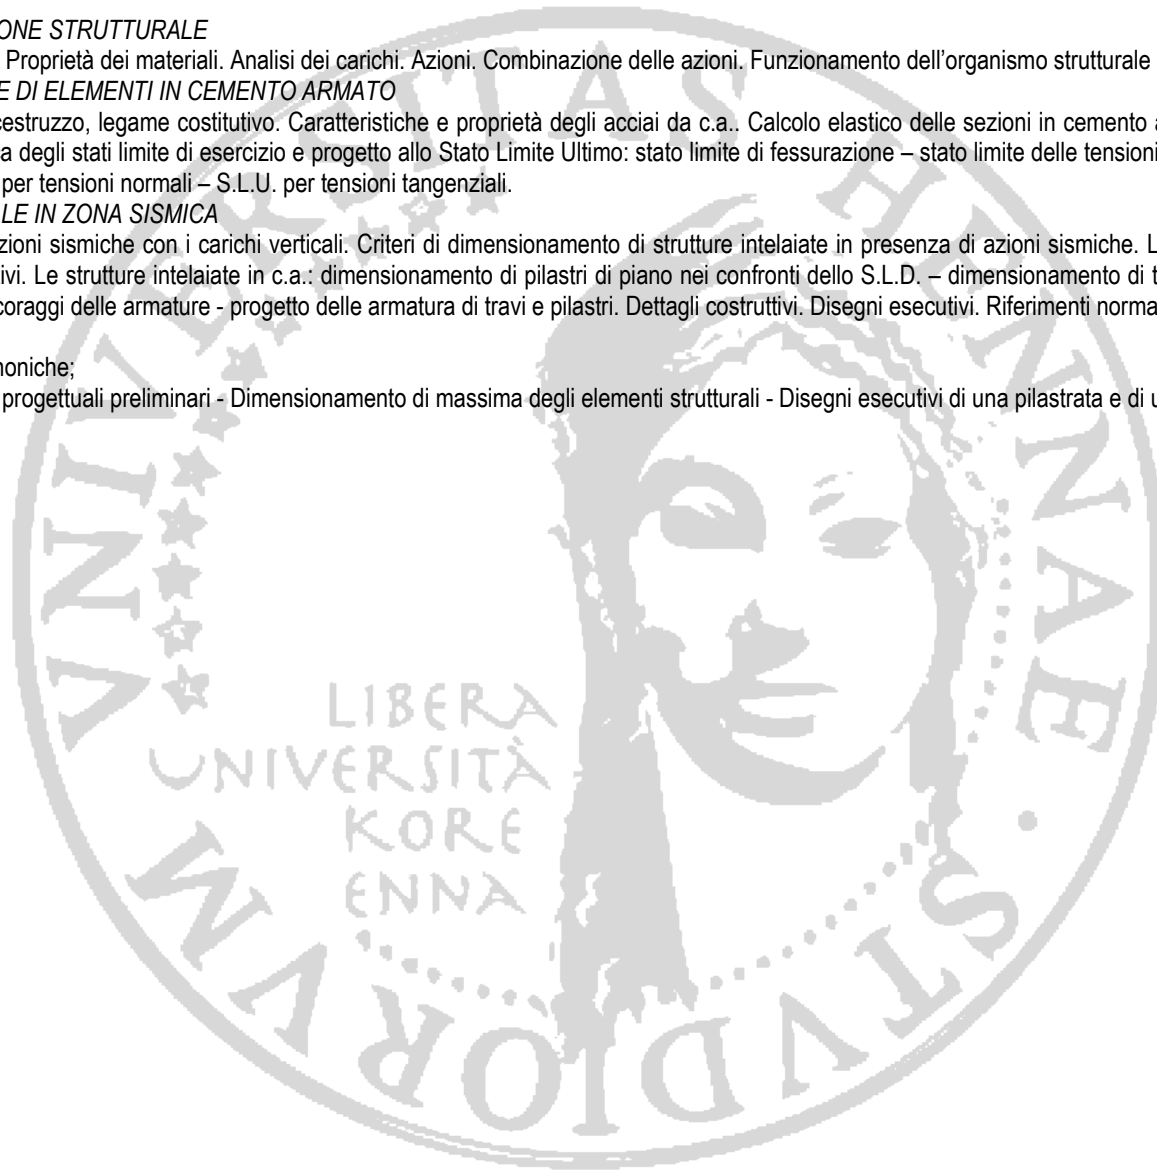 ONE STRUTTURALE
Proprietà dei materiali. Analisi dei carichi. Azioni. Combinazione delle azioni. Funzionamento dell'organismo strutturale
E DI ELEMENTI IN CEMENTO ARMATO
cestruzzo, legame costitutivo. Caratteristiche e proprietà degli acciai da c.a.. Calcolo elastico delle sezioni in cemento a
a degli stati limite di esercizio e progetto allo Stato Limite Ultimo: stato limite di fessurazione – stato limite delle tensioni
per tensioni normali – S.L.U. per tensioni tangenziali.
LE IN ZONA SISMICA
zioni sismiche con i carichi verticali. Criteri di dimensionamento di strutture intelaiate in presenza di azioni sismiche. L
ivi. Le strutture intelaiate in c.a.: dimensionamento di pilastri di piano nei confronti dello S.L.D. – dimensionamento di t
coraggi delle armature - progetto delle armatura di travi e pilastri. Dettagli costruttivi. Disegni esecutivi. Riferimenti norma
noniche;
progettuali preliminari - Dimensionamento di massima degli elementi strutturali - Disegni esecutivi di una pilastrata e di u
VNIVERSITAS HENNAE · STVDIORVM
LIBERA
UNIVERSITÀ
KORE
ENNA